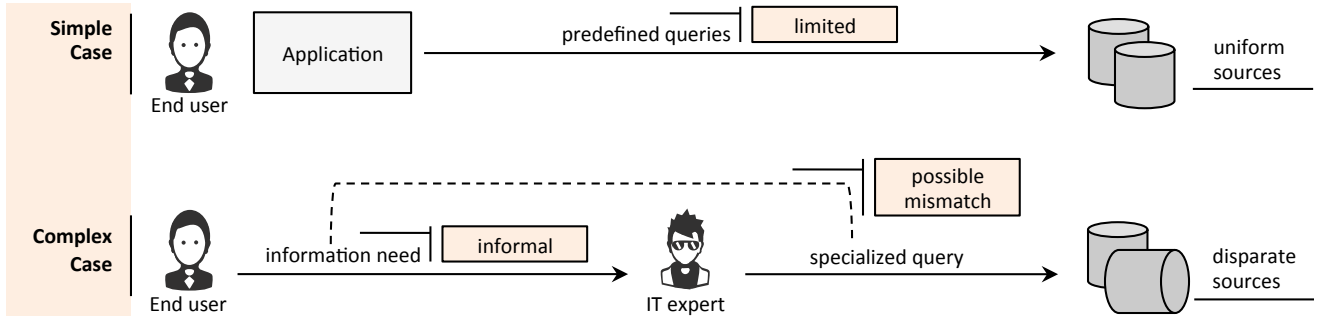 Simple
Case
End user
Application
predefined queries
limited
uniform
sources
Complex
Case
End user
information need
informal
IT expert
possible
mismatch
specialized query
disparate
sources